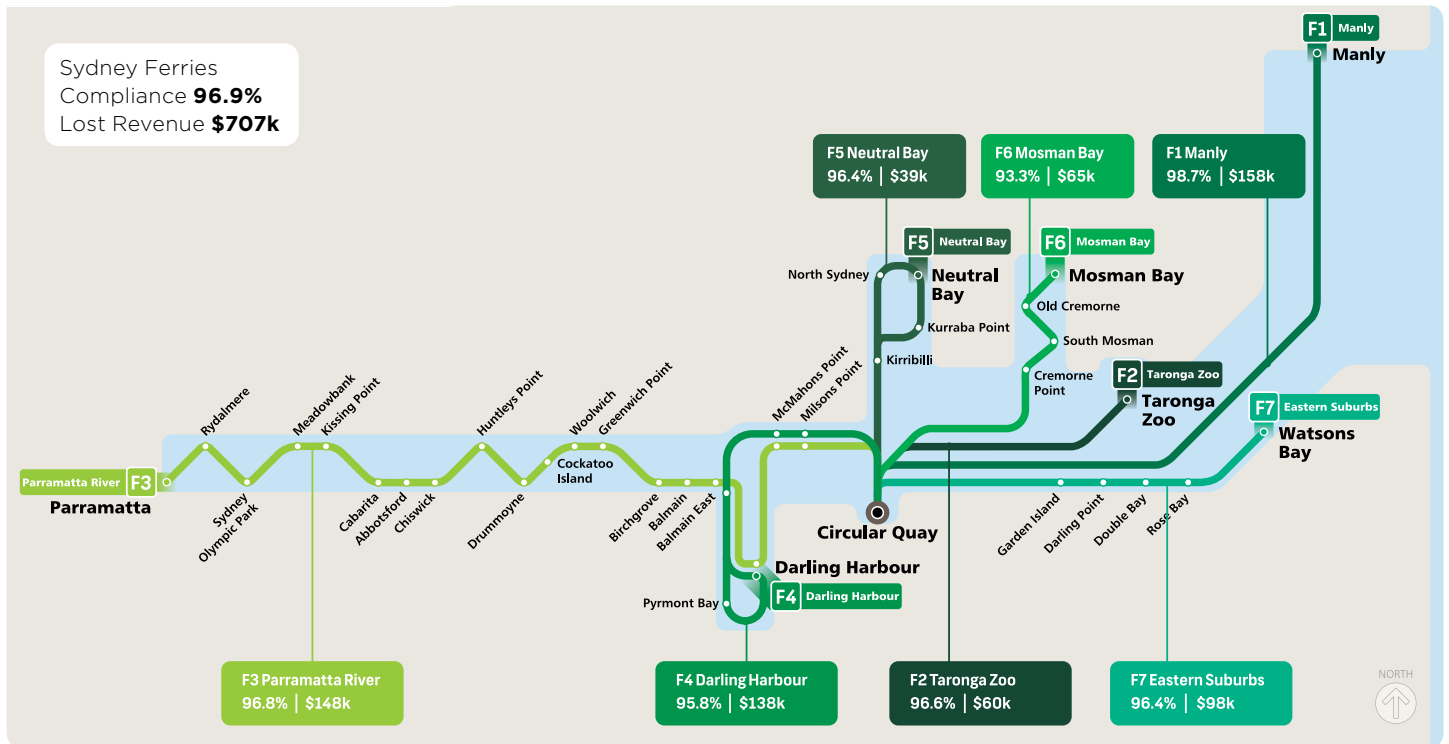 Sydney Ferries
Compliance 96.9%
Lost Revenue $707k
F1 Manly
Manly
F5 Neutral Bay
96.4% | $39k
F6 Mosman Bay
93.3% | $65k
F1 Manly
98.7% | $158k
F5 Neutral Bay
Neutral
Bay
North Sydney
Kurraba Point
Kirribilli
F6 Mosman Bay
Mosman Bay
Old Cremorne
South Mosman
Cremorne
Point
F2 Taronga Zoo
Taronga
Zoo
F7 Eastern Suburbs
Watsons
Bay
McMahons Point
Milsons Point
Rydalmere
Meadowbank
Kissing Point
Huntleys Point
Woolwich
Greenwich Point
Cockatoo
Island
Parramatta River F3
Parramatta
Sydney
Olympic Park
Cabarita
Abbotsford
Chiswick
Drummoyne
Birchgrove
Balmain
Balmain East
Circular Quay
Garden Island
Darling Point
Double Bay
Rose Bay
Darling Harbour
F4 Darling Harbour
Pyrmont Bay
F3 Parramatta River
96.8% | $148k
F4 Darling Harbour
95.8% | $138k
F2 Taronga Zoo
96.6% | $60k
F7 Eastern Suburbs
96.4% | $98k
NORTH